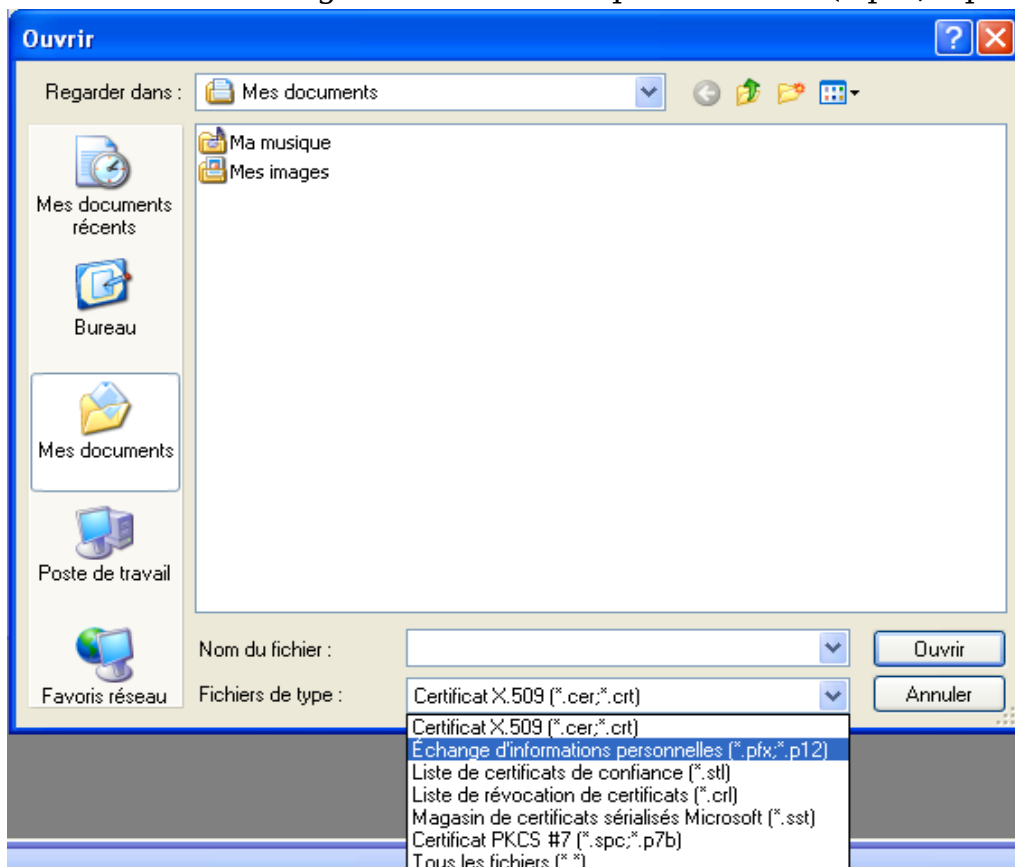 Ouvrir
Regarder dans :
Mes documents
Ma musique
Mes images
Mes documents
récents
Bureau
Mes documents
Poste de travail
Favoris réseau
Nom du fichier :
Ouvrir
Fichiers de type :
Certificat X.509 (*.cer;*.crt)
Annuler
Certificat X.509 (*.cer;*.crt)
Échange d'informations personnelles (*.pfx;*.p12)
Liste de certificats de confiance (*.stl)
Liste de révocation de certificats (*.crl)
Magasin de certificats sérialisés Microsoft (*.sst)
Certificat PKCS #7 (*.spc;*.p7b)
Tous les fichiers (*.*)